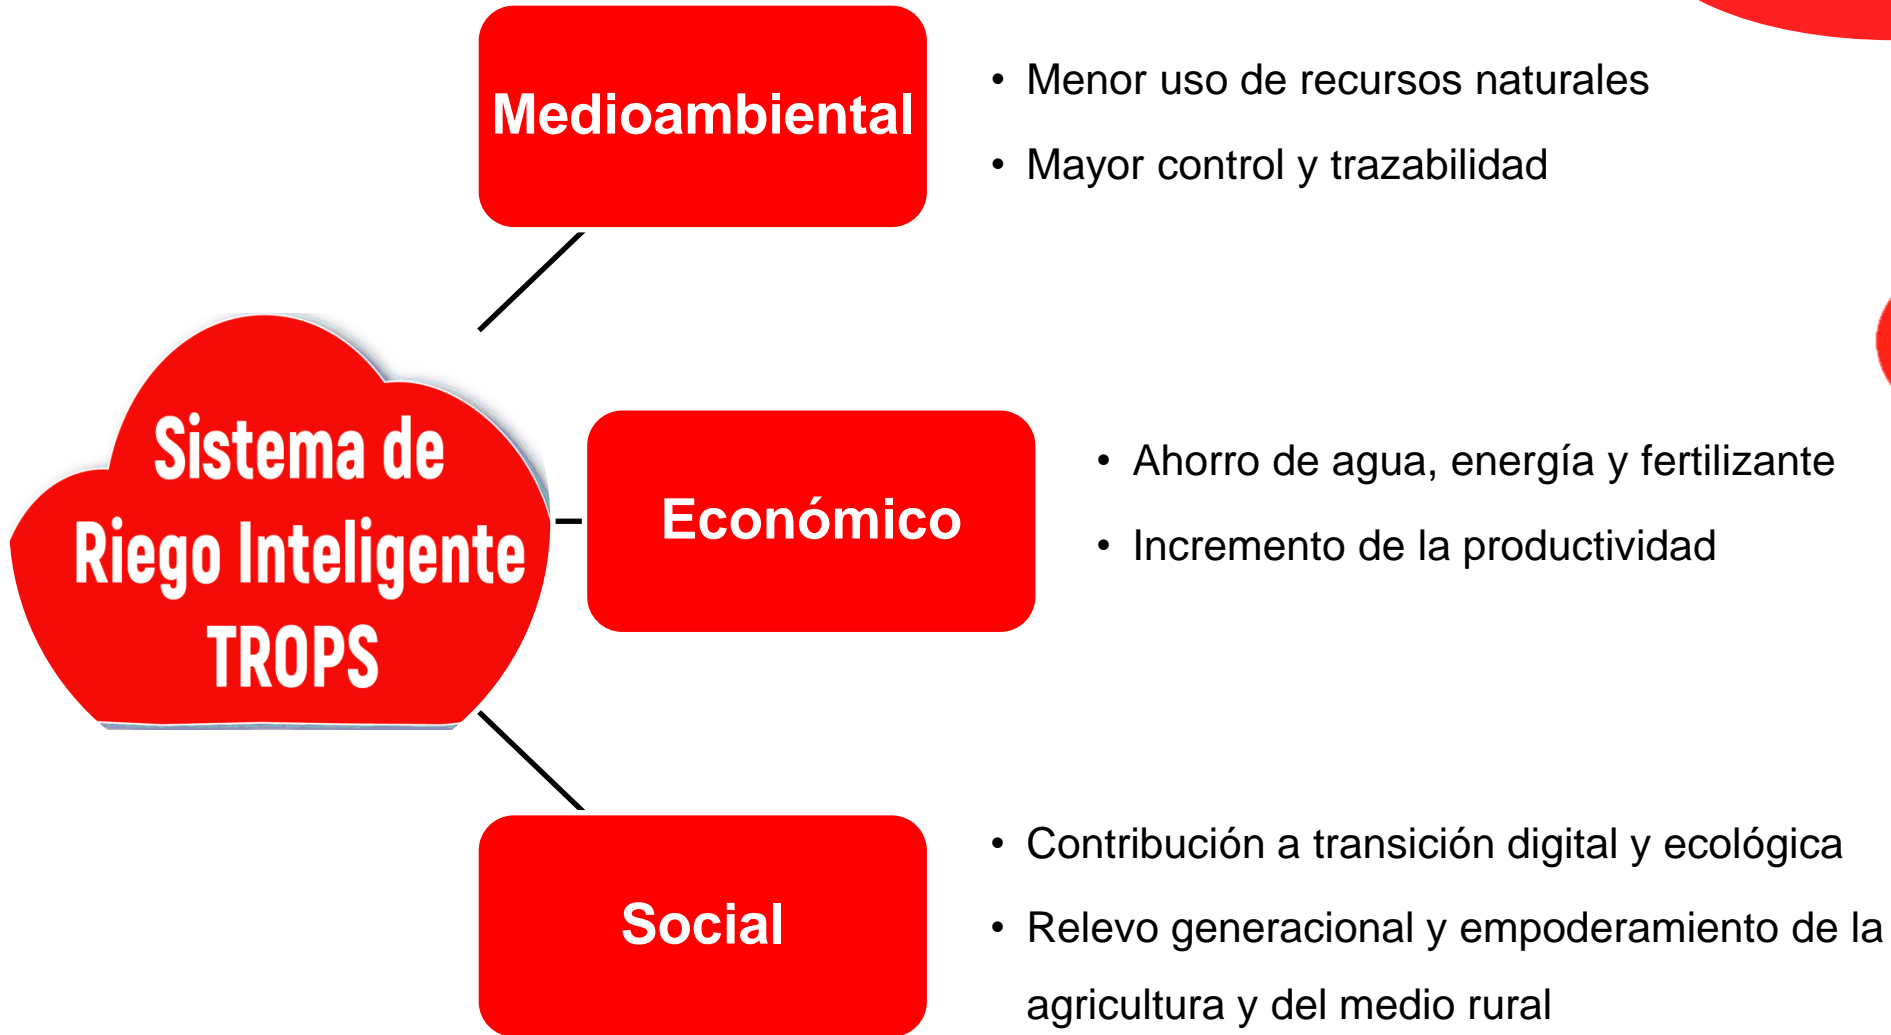 Medioambiental
• Menor uso de recursos naturales
• Mayor control y trazabilidad
Sistema de
Riego Inteligente
TROPS
Económico
• Ahorro de agua, energía y fertilizante
• Incremento de la productividad
Social
• Contribución a transición digital y ecológica
• Relevo generacional y empoderamiento de la
agricultura y del medio rural